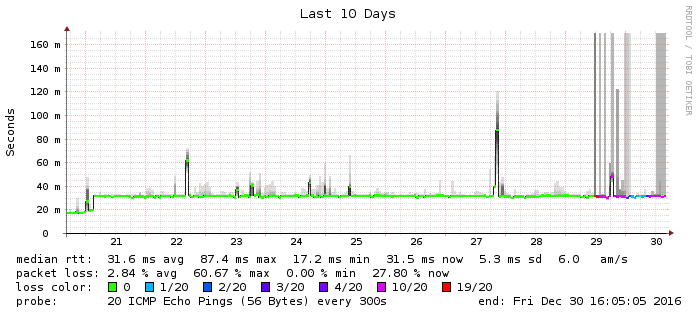 Last 10 Days
RRDTOOL / TOBI OETIKER
Seconds
160 m
140 m
120 m
100 m
80 m
60 m
40 m
20 m
0
21 22 23 24 25 26 27 28 29 30
median rtt: 31.6 ms avg 87.4 ms max 17.2 ms min 31.5 ms now 5.3 ms sd 6.0 am/s
packet loss: 2.84 % avg 60.67 % max 0.00 % min 27.80 % now
loss color: 0 1/20 2/20 3/20 4/20 10/20 19/20
probe: 20 ICMP Echo Pings (56 Bytes) every 300s end: Fri Dec 30 16:05:05 2016